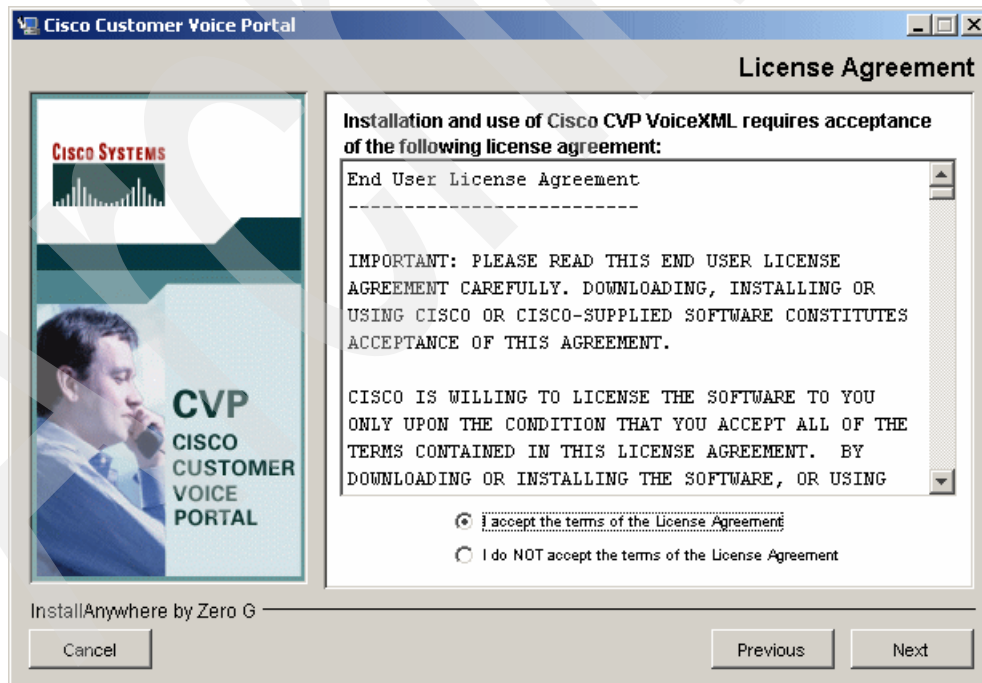 Cisco Customer Voice Portal
License Agreement
CISCO SYSTEMS
CVP
CISCO
CUSTOMER
VOICE
PORTAL
Installation and use of Cisco CVP VoiceXML requires acceptance
of the following license agreement:
End User License Agreement
--------------------------
IMPORTANT: PLEASE READ THIS END USER LICENSE
AGREEMENT CAREFULLY. DOWNLOADING, INSTALLING OR
USING CISCO OR CISCO-SUPPLIED SOFTWARE CONSTITUTES
ACCEPTANCE OF THIS AGREEMENT.
CISCO IS WILLING TO LICENSE THE SOFTWARE TO YOU
ONLY UPON THE CONDITION THAT YOU ACCEPT ALL OF THE
TERMS CONTAINED IN THIS LICENSE AGREEMENT. BY
DOWNLOADING OR INSTALLING THE SOFTWARE, OR USING
I accept the terms of the License Agreement
I do NOT accept the terms of the License Agreement
InstallAnywhere by Zero G
Cancel
Previous
Next